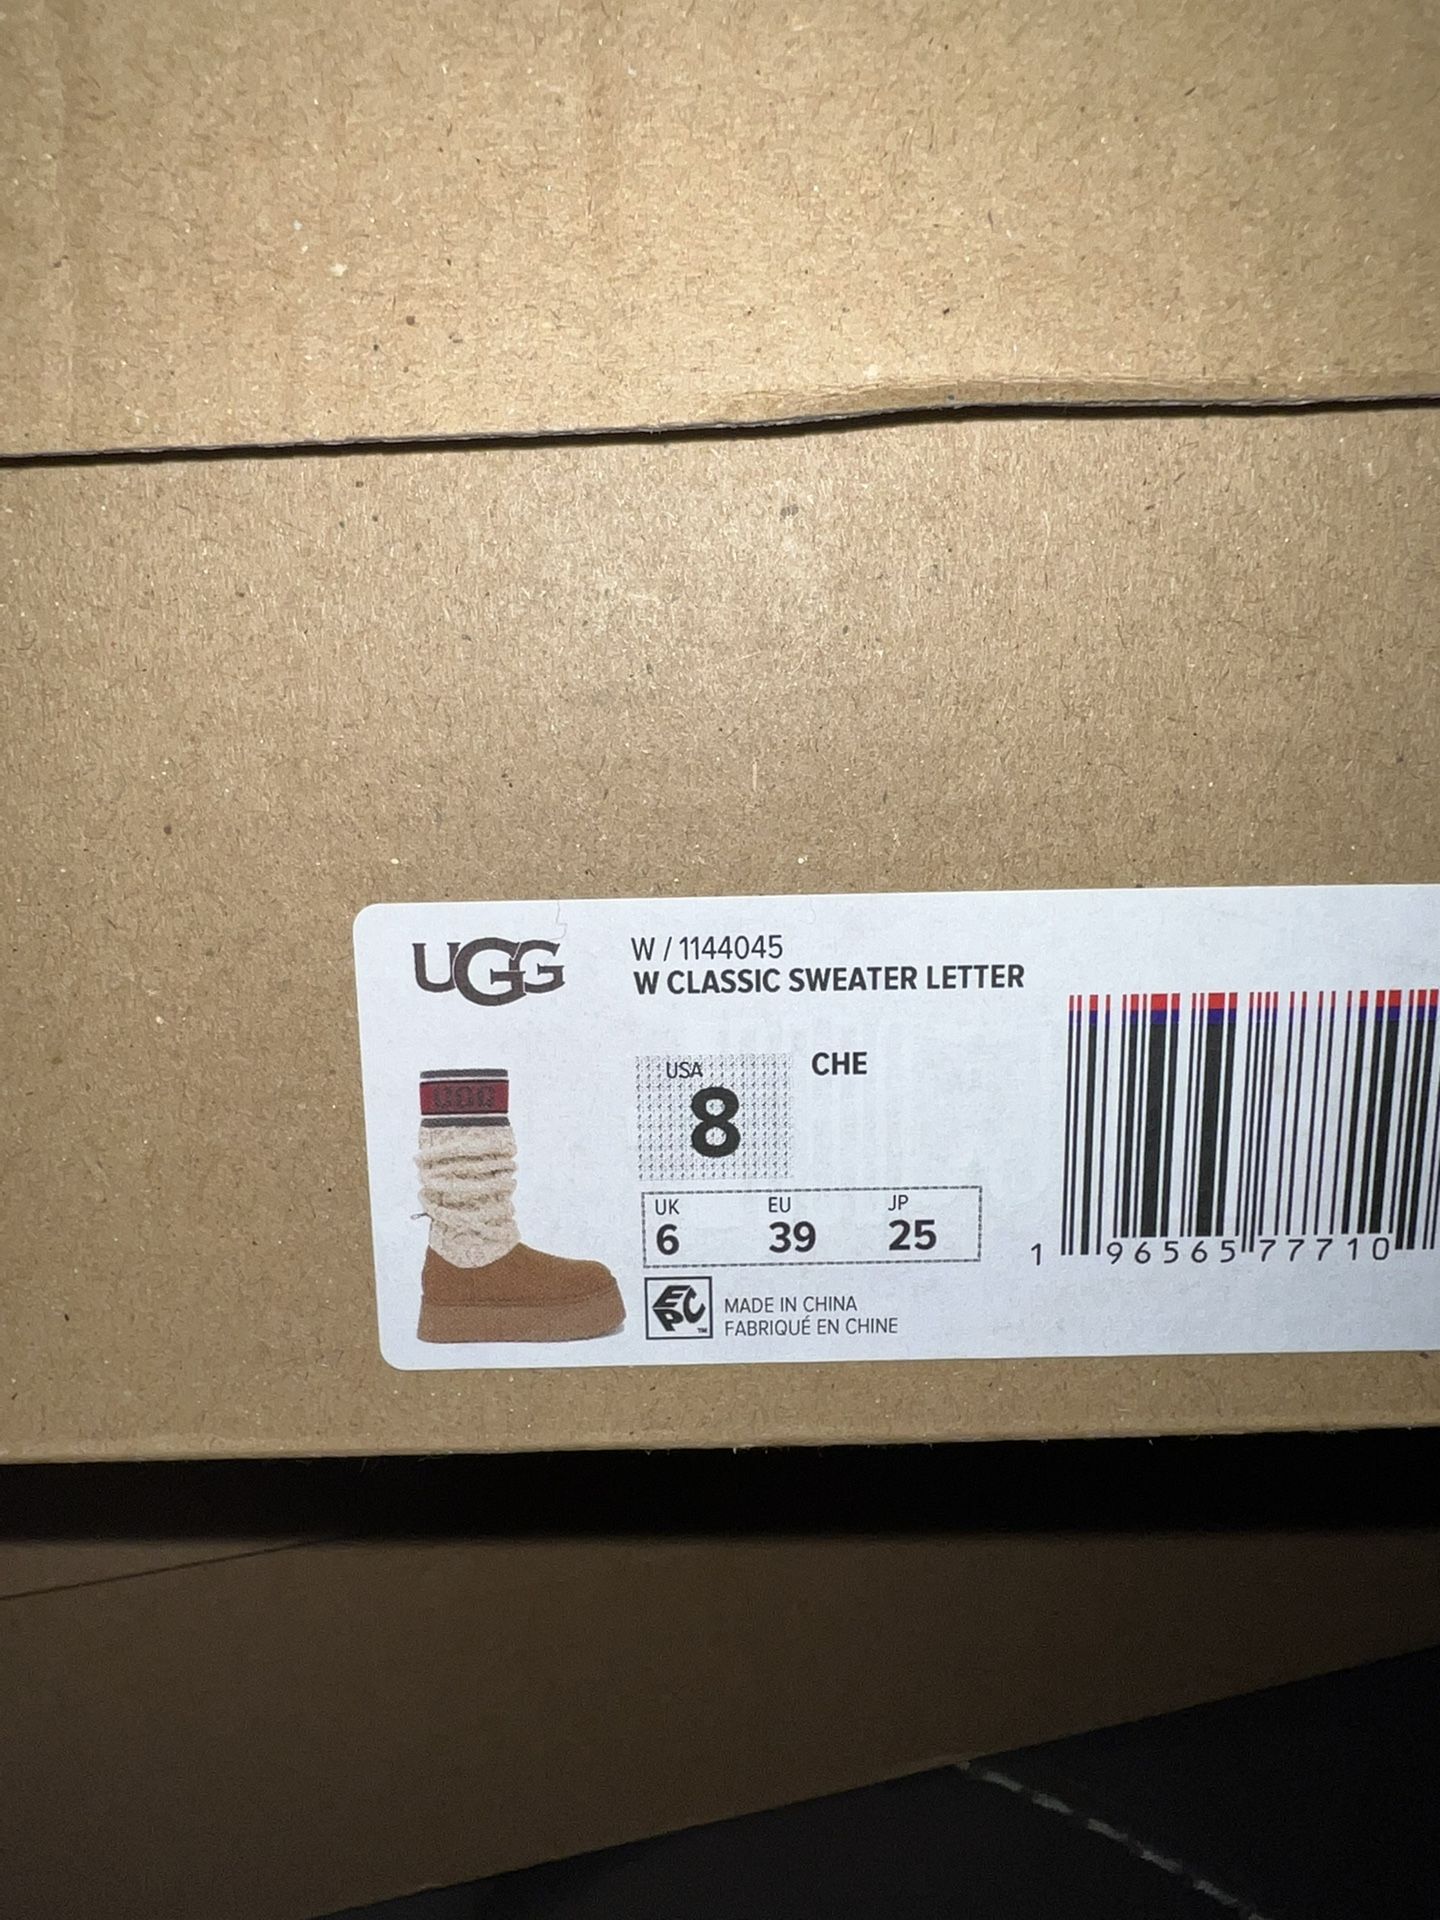 UGG
W / 1144045
W CLASSIC SWEATER LETTER
USA
8
CHE
UK EU JP
6 39 25
EPC™
MADE IN CHINA
FABRIQUÉ EN CHINE
1 96565 77710